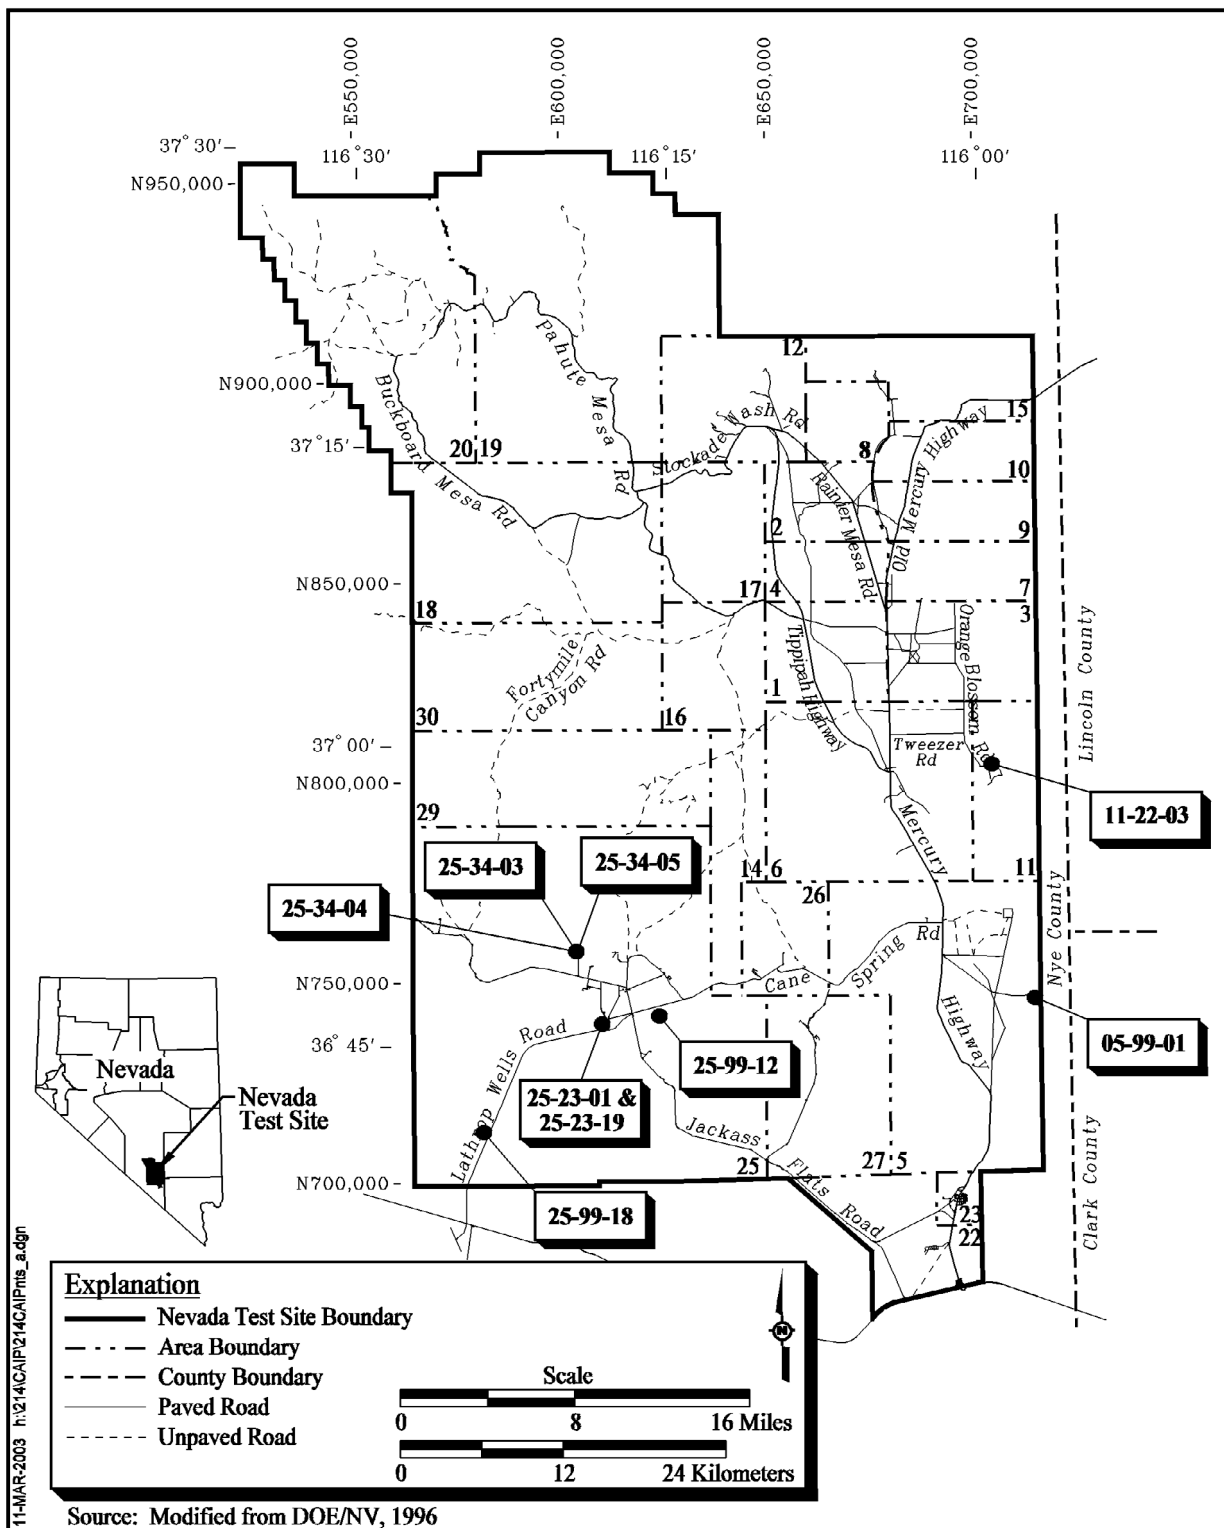 E550,000
E600,000
E650,000
E700,000
37° 30'
116° 30'
116° 15'
116° 00'
N950,000
12
Pahute Mesa Rd
N900,000
Buckboard Mesa Rd
Stockade Wash Rd
15
Old Mercury Highway
37° 15'
20 19
8
10
Rainier Mesa Rd
2
9
N850,000
17 4
7
18
3
Orange Blossom Rd
Lincoln County
Tippipah Highway
Fortymile
Canyon Rd
1
30
16
37° 00'
Tweezer
Rd
N800,000
11-22-03
29
Mercury
Highway
25-34-03
25-34-05
14 6
11
26
25-34-04
Nye County
Cane Spring Rd
N750,000
05-99-01
Lathrop Wells Road
36° 45'
25-99-12
Nevada
Nevada
Test Site
25-23-01 &
25-23-19
Jackass Flats Road
25
27 5
N700,000
25-99-18
23
22
Clark County
Explanation
Nevada Test Site Boundary
Area Boundary
County Boundary
Paved Road
Unpaved Road
N
Scale
0 8 16 Miles
0 12 24 Kilometers
11-MAR-2003 h:\214\CAIP\214CAIPnts_a.dgn
Source: Modified from DOE/NV, 1996